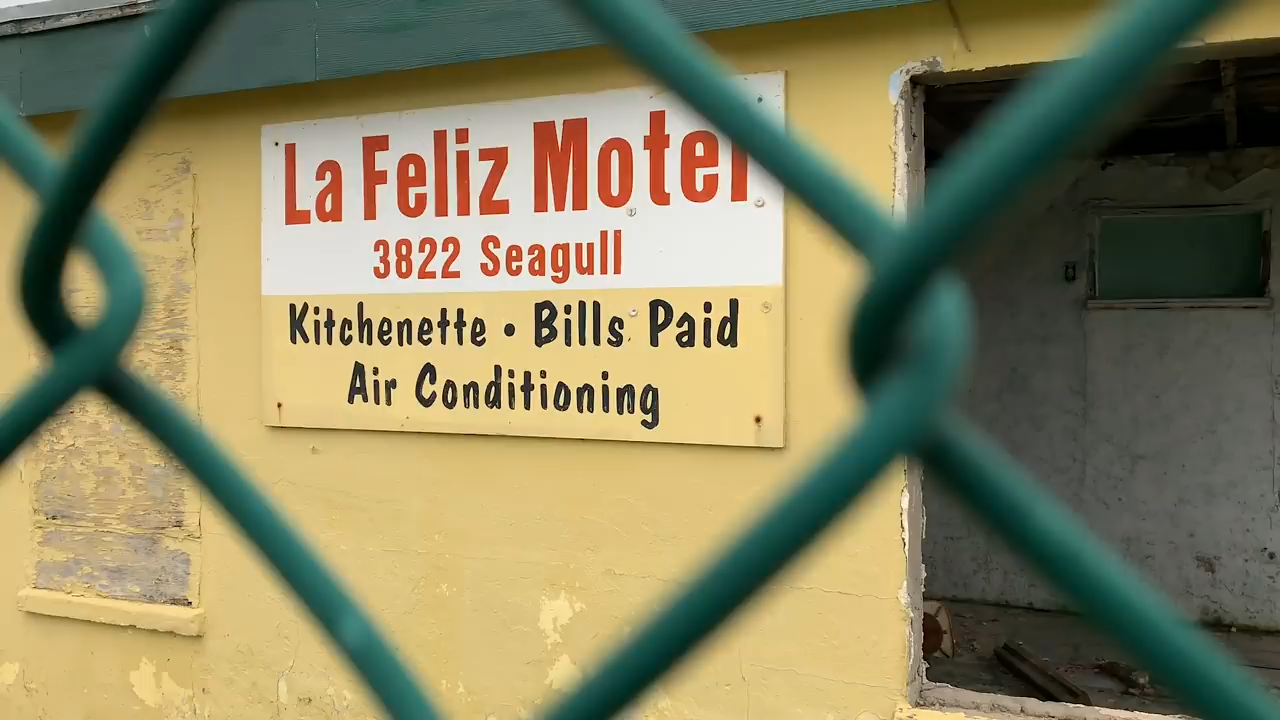 La Feliz Motel
3822 Seagull
Kitchenette • Bills Paid
Air Conditioning